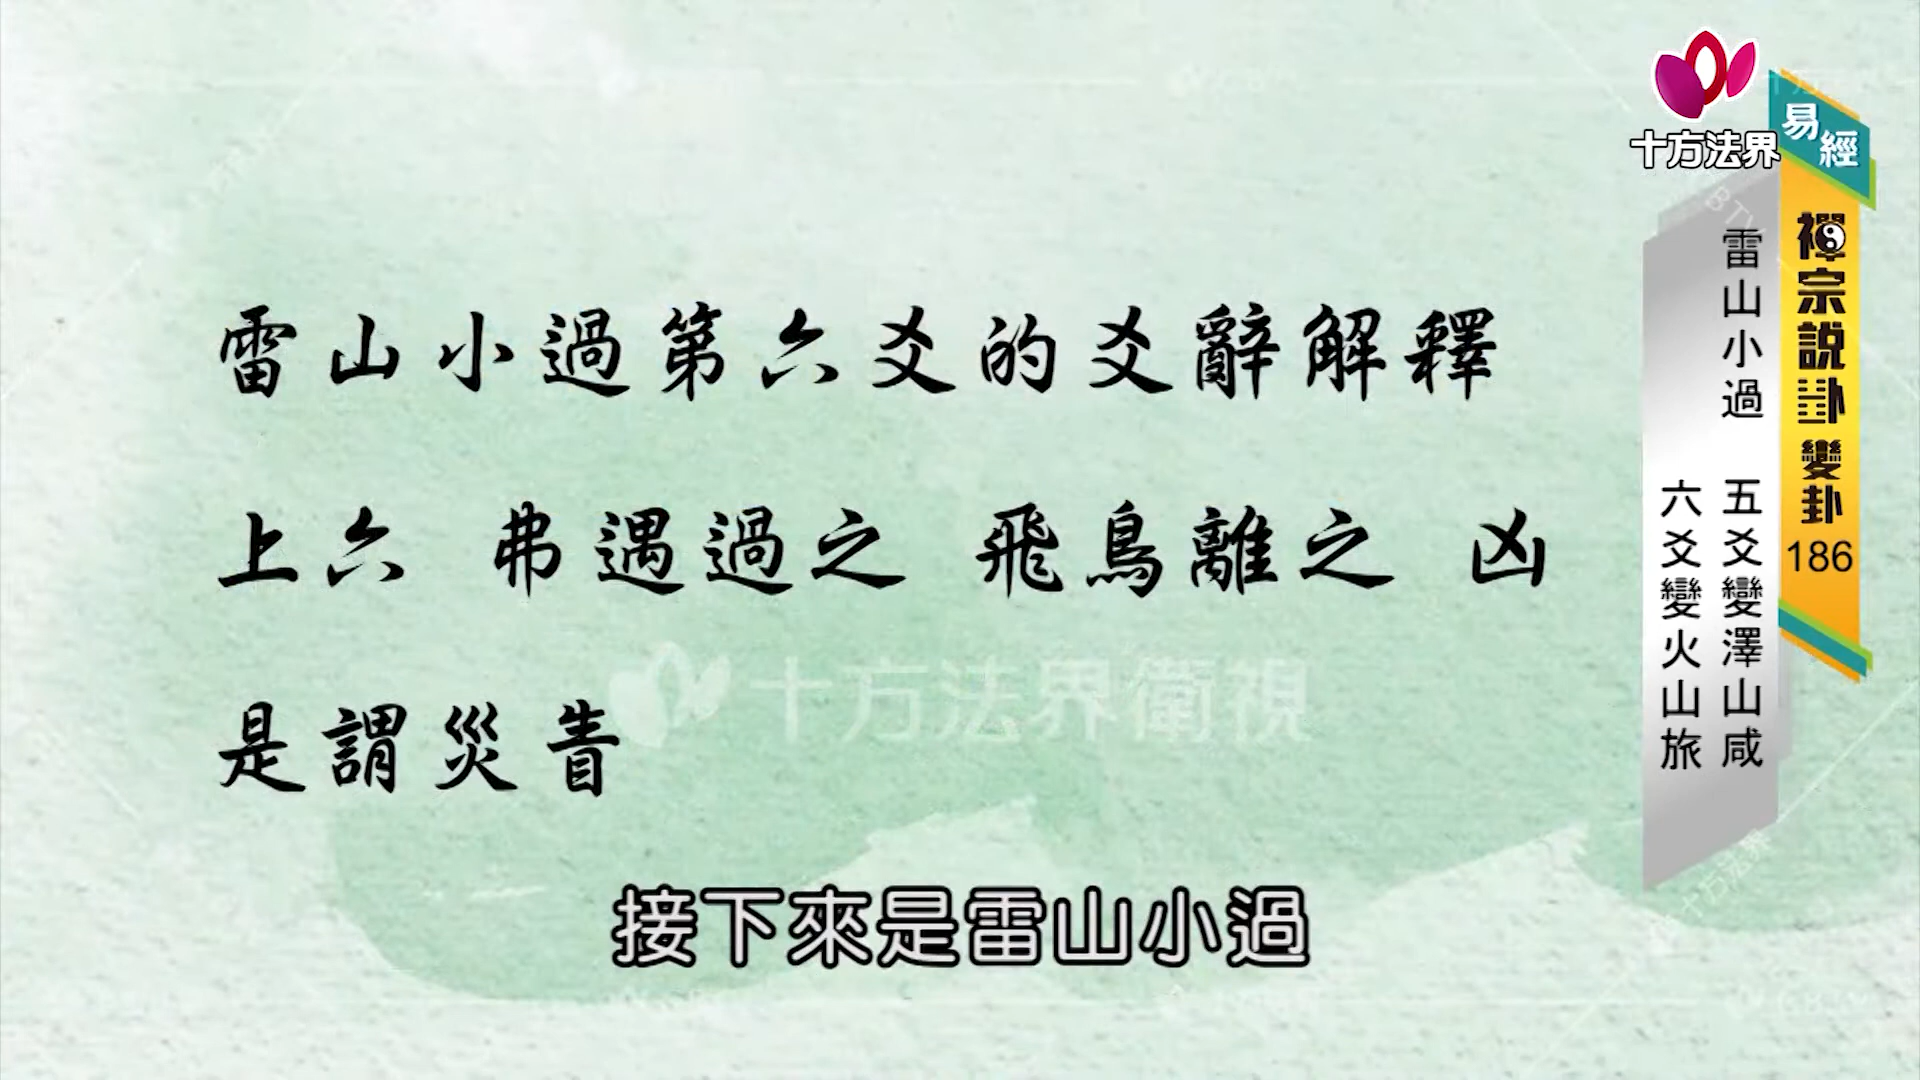 十方法界
易經
禪宗說卦 變卦
186
雷山小過 五爻變澤山咸
六爻變火山旅
雷山小過第六爻的爻辭解釋
上六 弗遇過之 飛鳥離之 凶
是謂災眚
十方法界衛視
接下來是雷山小過